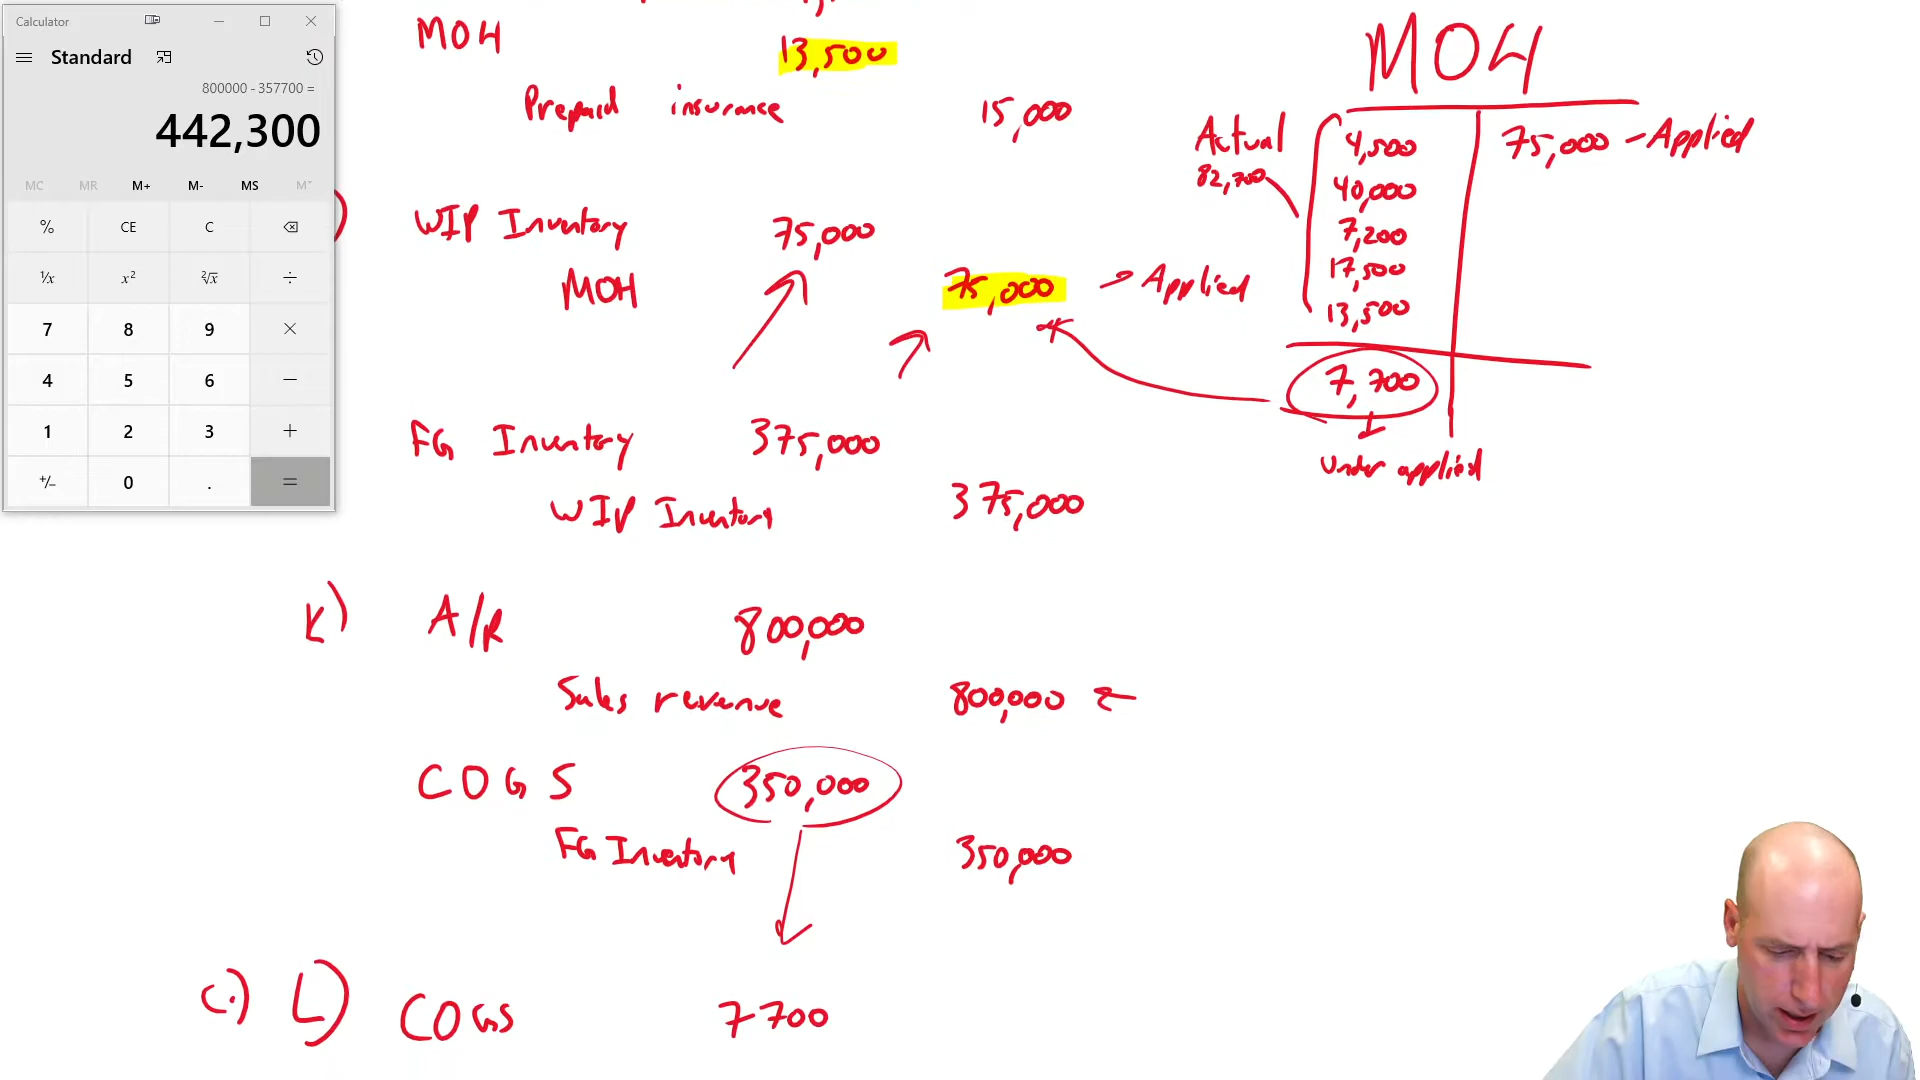 Calculator
Standard
800000 - 357700 =
442,300
MC MR M+ M- MS
% CE C
¹/x x² ²√x ÷
7 8 9 ×
4 5 6 −
1 2 3 +
+/− 0 . =
MOH 13,500
Prepaid insurance 15,000
WIP Inventory 75,000
MOH 75,000 → Applied
FG Inventory 375,000
WIP Inventory 375,000
K) A/R 800,000
Sales revenue 800,000 ←
COGS 350,000
FG Inventory 350,000
C.) L) COGS 7700
MOH
Actual
82,700
4,500 75,000 - Applied
40,000
7,200
17,500
13,500
7,700
Under applied